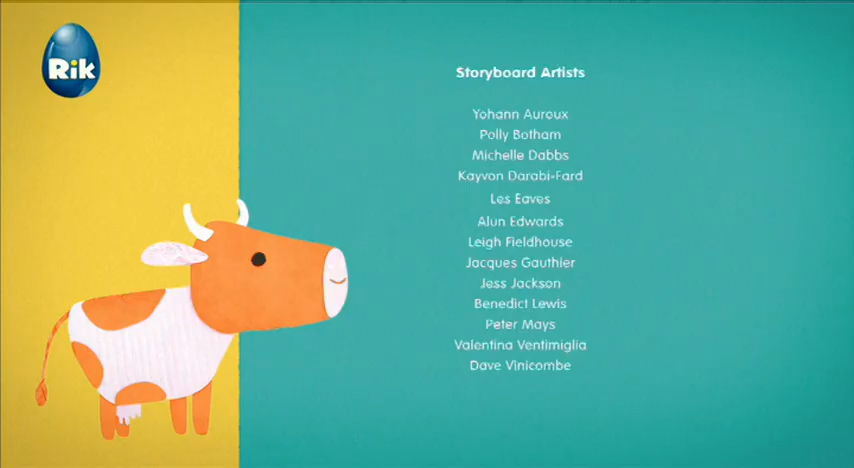 Rik
Storyboard Artists
Yohann Auroux
Polly Botham
Michelle Dabbs
Kayvon Darabi-Fard
Les Eaves
Alun Edwards
Leigh Fieldhouse
Jacques Gauthier
Jess Jackson
Benedict Lewis
Peter Mays
Valentina Ventimiglia
Dave Vinicombe